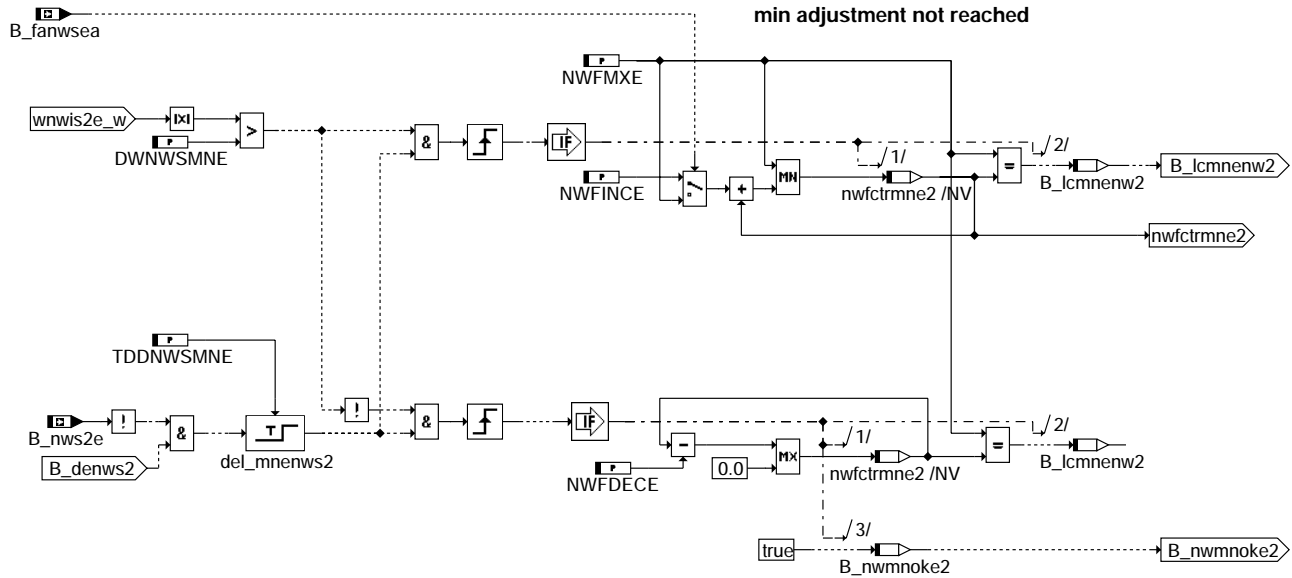 min adjustment not reached
B_fanwsea
P
NWFMXE
wnwis2e_w
|X|
>
P
DWNWSMNE
&
IF
/1/
/2/
P
NWFINCE
+
MN
nwfctrmne2 /NV
=
B_lcmnenw2
B_lcmnenw2
nwfctrmne2
P
TDDNWSMNE
!
B_nws2e
!
&
T
del_mnenws2
&
IF
/1/
/2/
B_denws2
P
NWFDECE
-
0.0
MX
nwfctrmne2 /NV
=
B_lcmnenw2
/3/
true
B_nwmnoke2
B_nwmnoke2